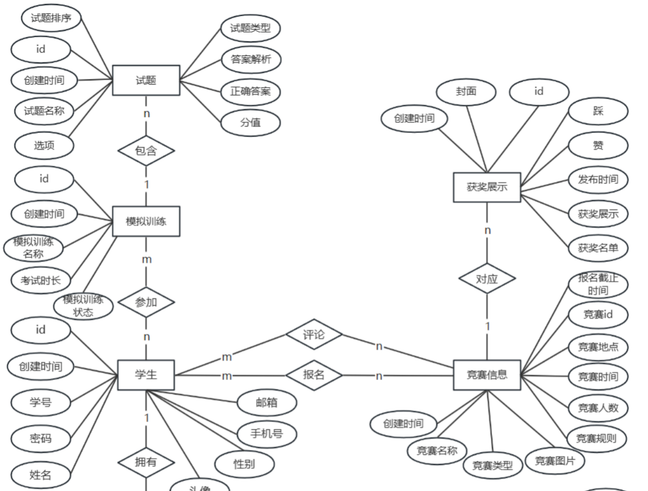 试题排序
id
创建时间
试题名称
选项
试题
试题类型
答案解析
正确答案
分值
n
包含
1
id
创建时间
模拟训练
名称
考试时长
模拟训练
状态
模拟训练
m
参加
n
id
创建时间
学号
密码
姓名
学生
邮箱
手机号
性别
头像
1
拥有
m
评论
n
m
报名
n
封面
id
创建时间
踩
赞
发布时间
获奖展示
获奖名单
获奖展示
n
对应
1
报名截止
时间
竞赛id
竞赛地点
竞赛时间
竞赛人数
竞赛规则
竞赛信息
创建时间
竞赛名称
竞赛类型
竞赛图片